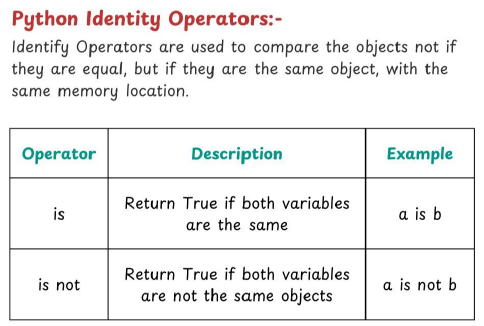 Python Identity Operators:-
Identify Operators are used to compare the objects not if
they are equal, but if they are the same object, with the
same memory location.
Operator Description Example
is Return True if both variables are the same a is b
is not Return True if both variables are not the same objects a is not b